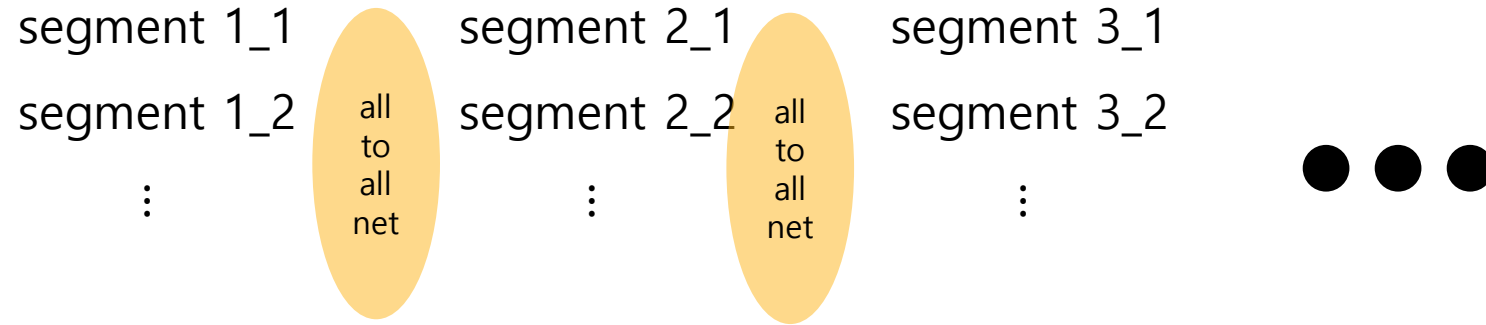 segment 1_1
segment 2_1
segment 3_1
segment 1_2
all
to
all
net
segment 2_2
all
to
all
net
segment 3_2
⋮
⋮
⋮